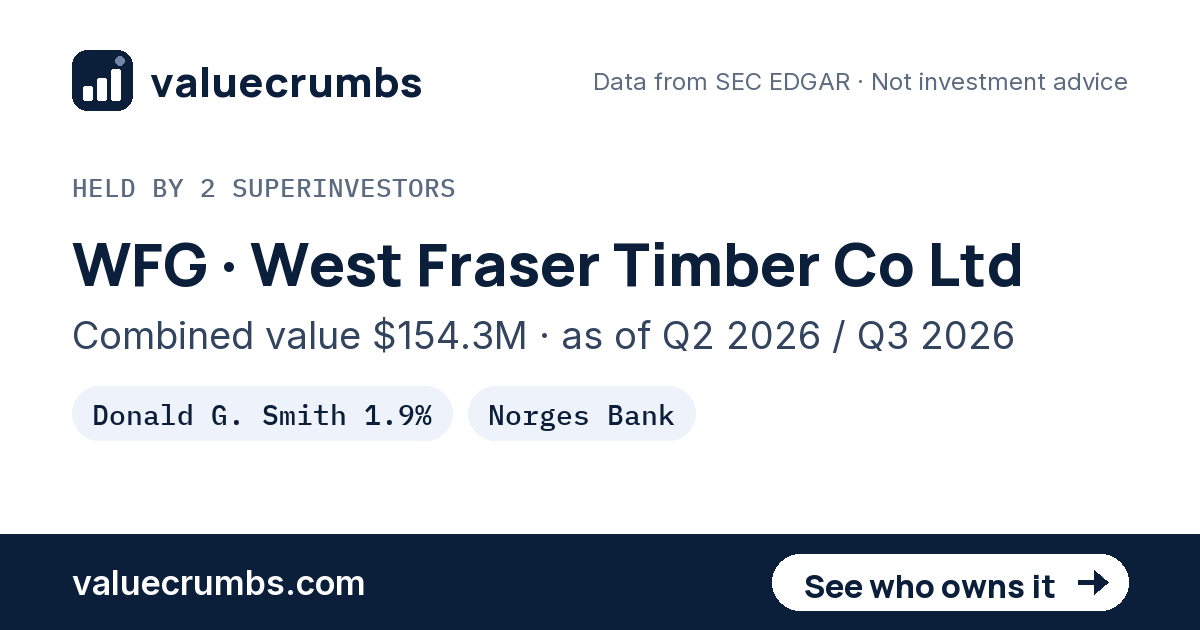 valuecrumbs
Data from SEC EDGAR · Not investment advice
HELD BY 2 SUPERINVESTORS
WFG · West Fraser Timber Co Ltd
Combined value $154.3M · as of Q2 2026 / Q3 2026
Donald G. Smith 1.9%
Norges Bank
valuecrumbs.com
See who owns it →